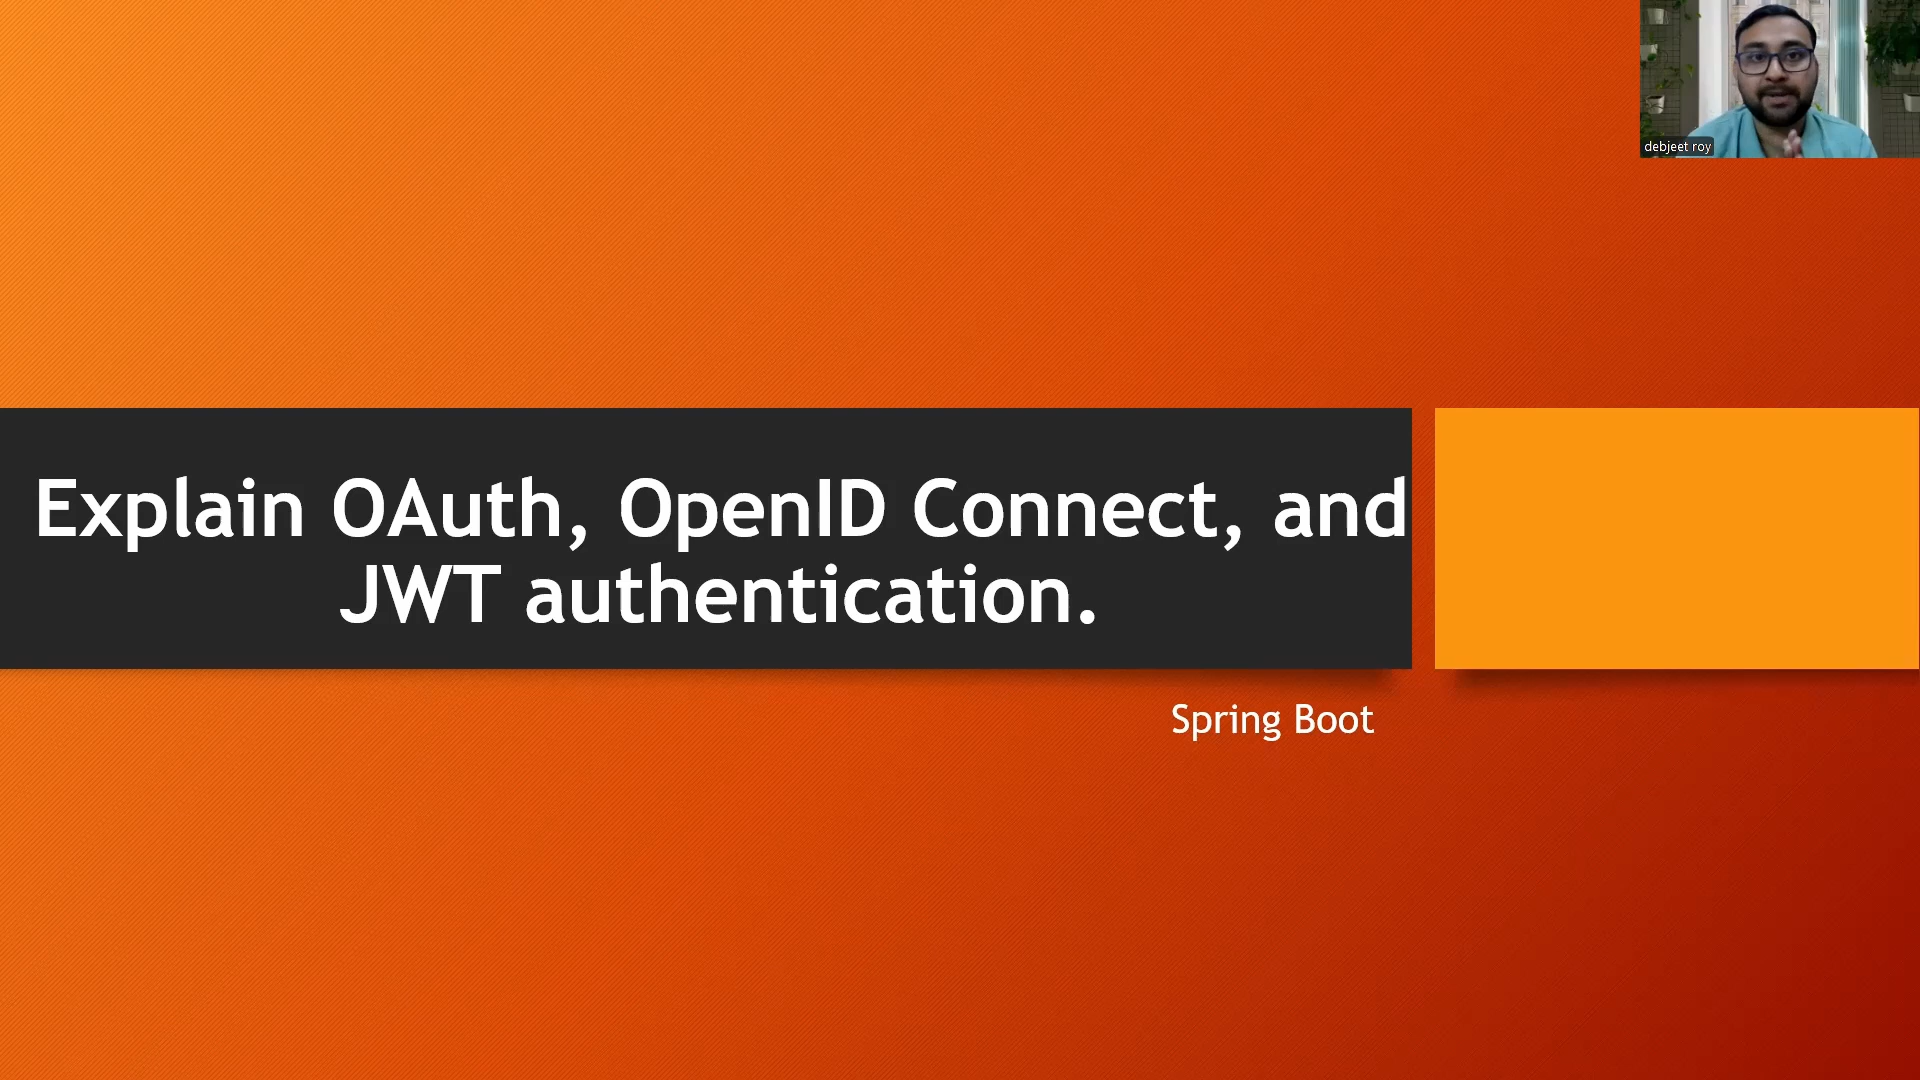 debjeet roy
Explain OAuth, OpenID Connect, and
JWT authentication.
Spring Boot